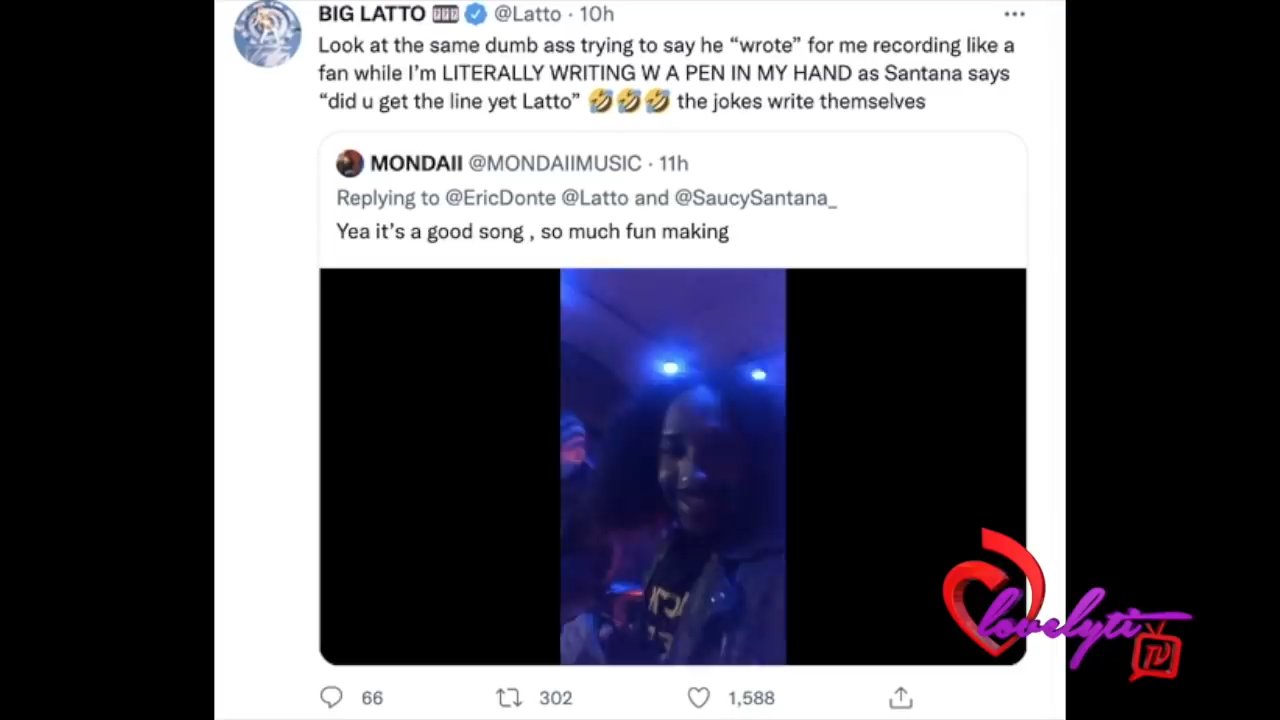 BIG LATTO 🎰 @Latto · 10h
Look at the same dumb ass trying to say he “wrote” for me recording like a
fan while I’m LITERALLY WRITING W A PEN IN MY HAND as Santana says
“did u get the line yet Latto” 🤣🤣🤣 the jokes write themselves
MONDAII @MONDAIIMUSIC · 11h
Replying to @EricDonte @Latto and @SaucySantana_
Yea it’s a good song , so much fun making
66 302 1,588
lovelyti
TV